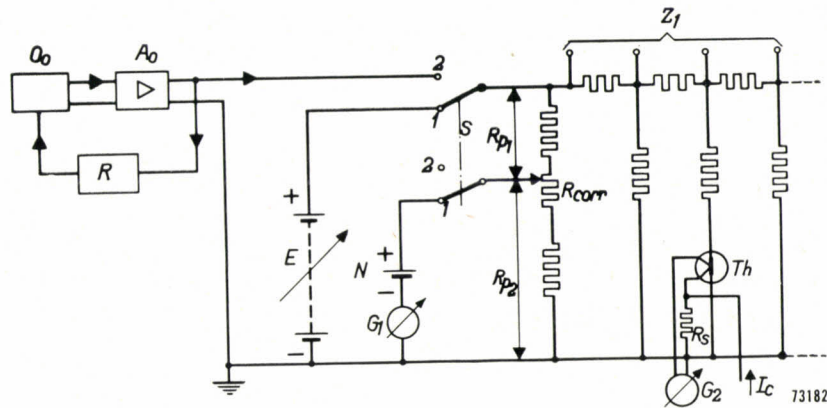 Z1
O0
A0
2
1
S
Rp1
R
2
1
Rcorr
+
E
−
+
N
−
G1
Rp2
Th
Rs
G2
Ic
73182